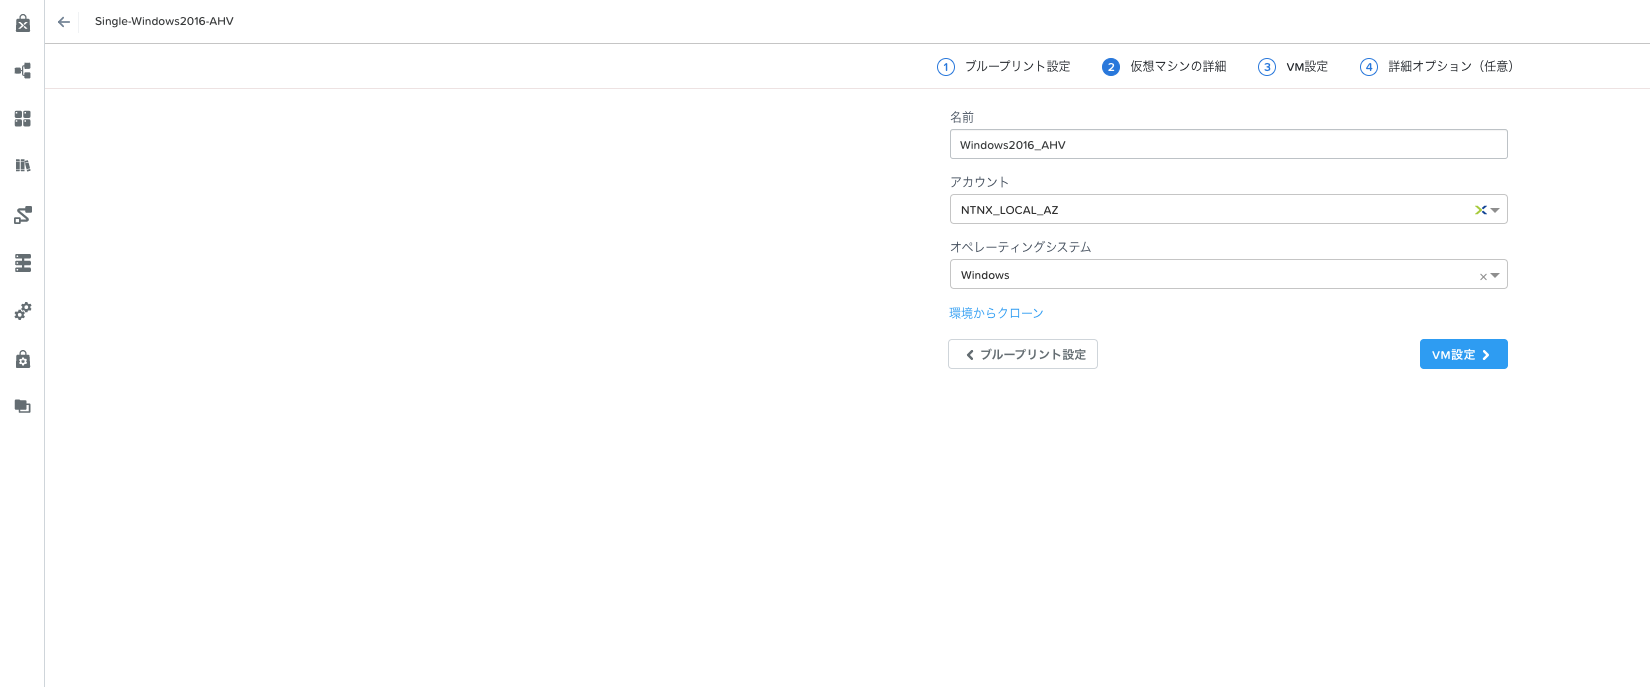 Single-Windows2016-AHV
1 ブループリント設定 2 仮想マシンの詳細 3 VM設定 4 詳細オプション（任意）
名前
Windows2016_AHV
アカウント
NTNX_LOCAL_AZ
オペレーティングシステム
Windows
環境からクローン
ブループリント設定 VM設定